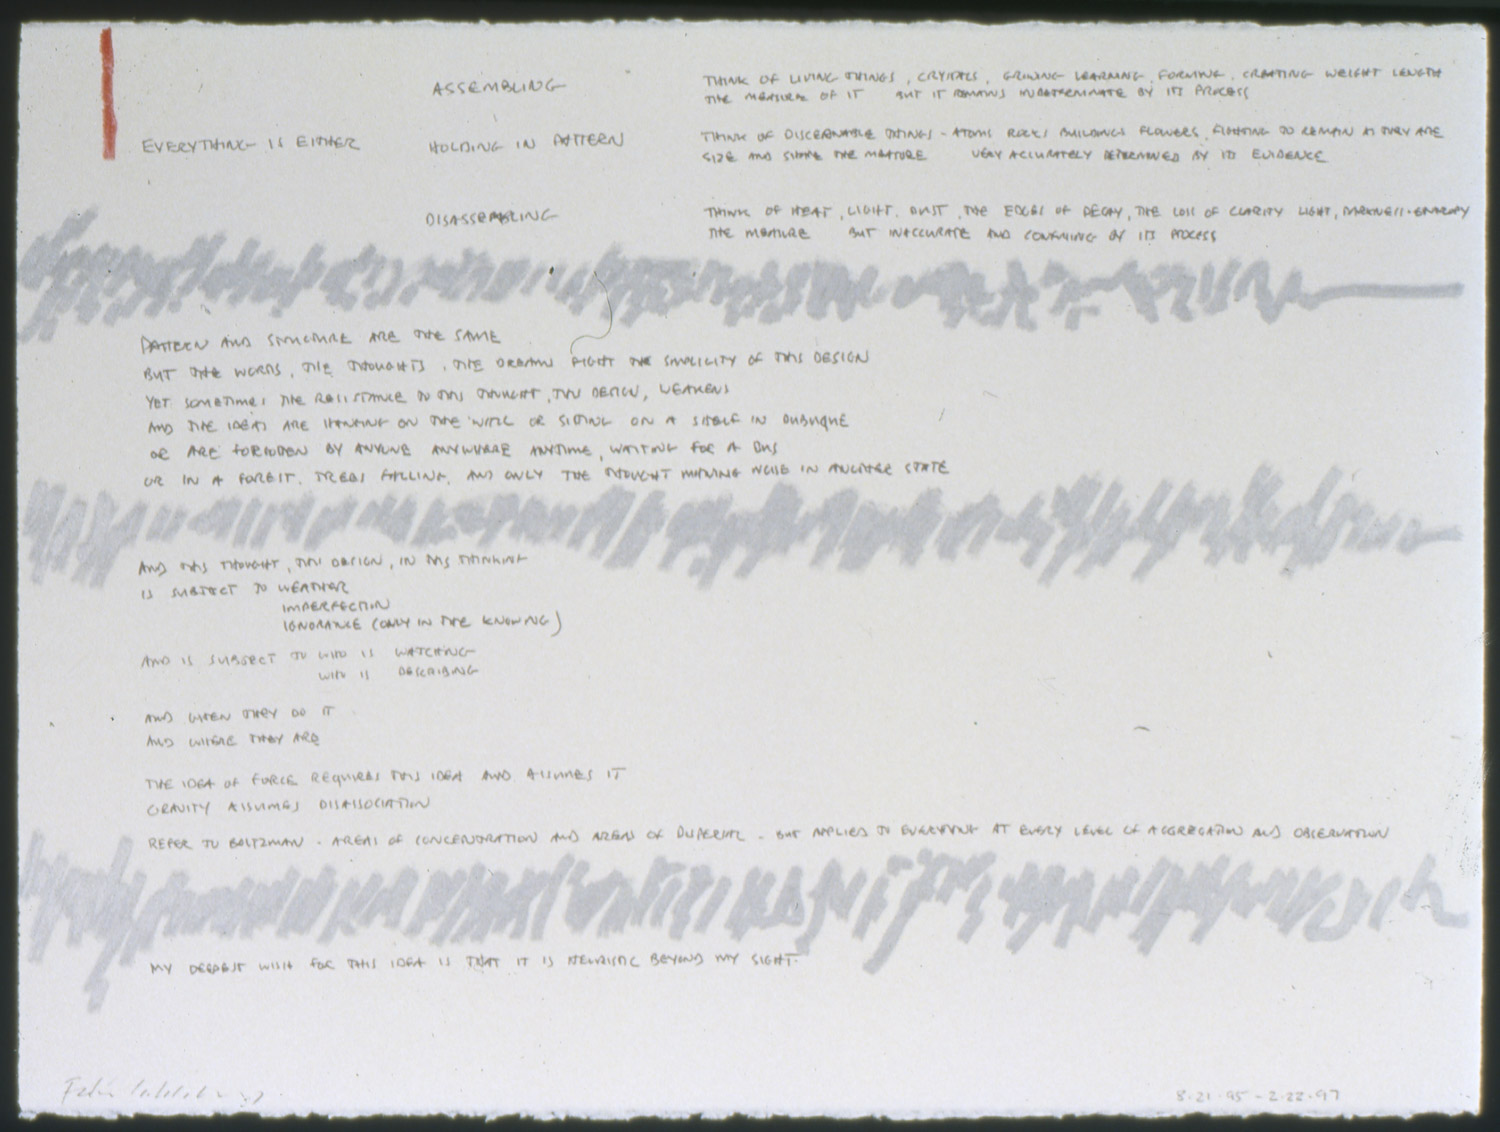 ASSEMBLING
THINK OF LIVING THINGS, CRYSTALS, GROWING LEARNING, FORMING, CREATING WEIGHT LENGTH
THE MEASURE OF IT BUT IT REMAINS INDETERMINATE BY ITS PROCESS
EVERYTHING IS EITHER
HOLDING IN PATTERN
THINK OF DISCERNABLE THINGS - ATOMS ROCKS BUILDINGS FLOWERS, FIGHTING TO REMAIN AS THEY ARE
SIZE AND SHAPE THE MEASURE VERY ACCURATELY DETERMINED BY ITS EVIDENCE
DISASSEMBLING
THINK OF HEAT, LIGHT, DUST, THE EDGES OF DECAY, THE LOSS OF CLARITY LIGHT, DARKNESS - ENTROPY
THE MEASURE BUT INACCURATE AND CONFUSING BY ITS PROCESS
PATTERN AND STRUCTURE ARE THE SAME
BUT THE WORDS, THE THOUGHTS, THE DREAMS FIGHT THE SIMPLICITY OF THIS DESIGN
YET SOMETIMES THE RESISTANCE TO THIS THOUGHT, THIS DESIGN, WEAKENS
AND THE IDEAS ARE HANGING ON THE WALL OR SITTING ON A SHELF IN DUBUQUE
OR ARE FORBIDDEN BY ANYONE ANYWHERE ANYTIME, WAITING FOR A BUS
OR IN A FOREST, TREES FALLING, AND ONLY THE THOUGHT MAKING NOISE IN ANOTHER STATE
AND THIS THOUGHT, THIS DESIGN, IN THIS THINKING
IS SUBJECT TO WEATHER
IMPERFECTION
IGNORANCE (ONLY IN THE KNOWING)
AND IS SUBJECT TO WHO IS WATCHING
WHO IS DESCRIBING
AND WHEN THEY DO IT
AND WHERE THEY ARE
THE IDEA OF FORCE REQUIRES THIS IDEA AND ASSUMES IT
GRAVITY ASSUMES DISASSOCIATION
REFER TO BOLTZMAN - AREAS OF CONCENTRATION AND AREAS OF DISPERSAL - BUT APPLIED TO EVERYTHING AT EVERY LEVEL OF AGGREGATION AND OBSERVATION
MY DEEPEST WISH FOR THIS IDEA IS THAT IT IS HEURISTIC BEYOND MY SIGHT.
8·21·95 - 2·22·97